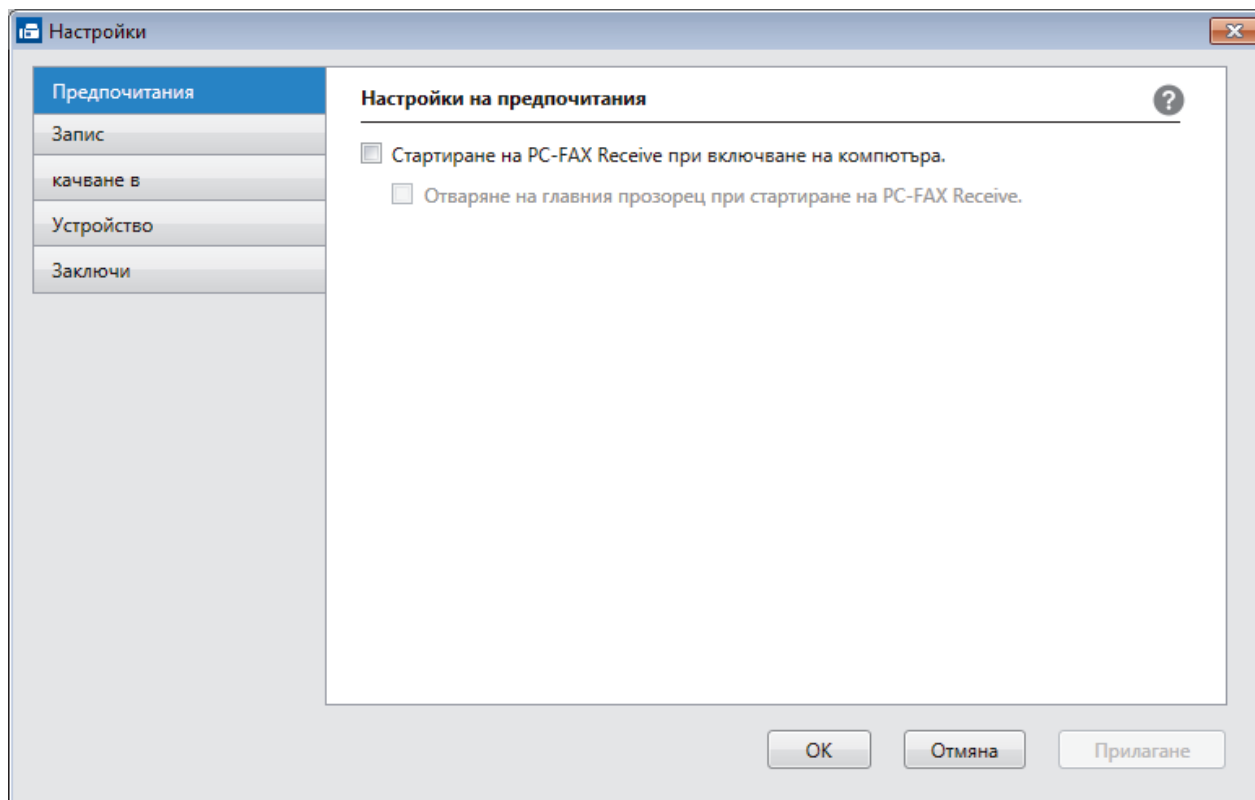 Настройки
Предпочитания
Запис
качване в
Устройство
Заключи
Настройки на предпочитания
?
Стартиране на PC-FAX Receive при включване на компютъра.
Отваряне на главния прозорец при стартиране на PC-FAX Receive.
OK
Отмяна
Прилагане